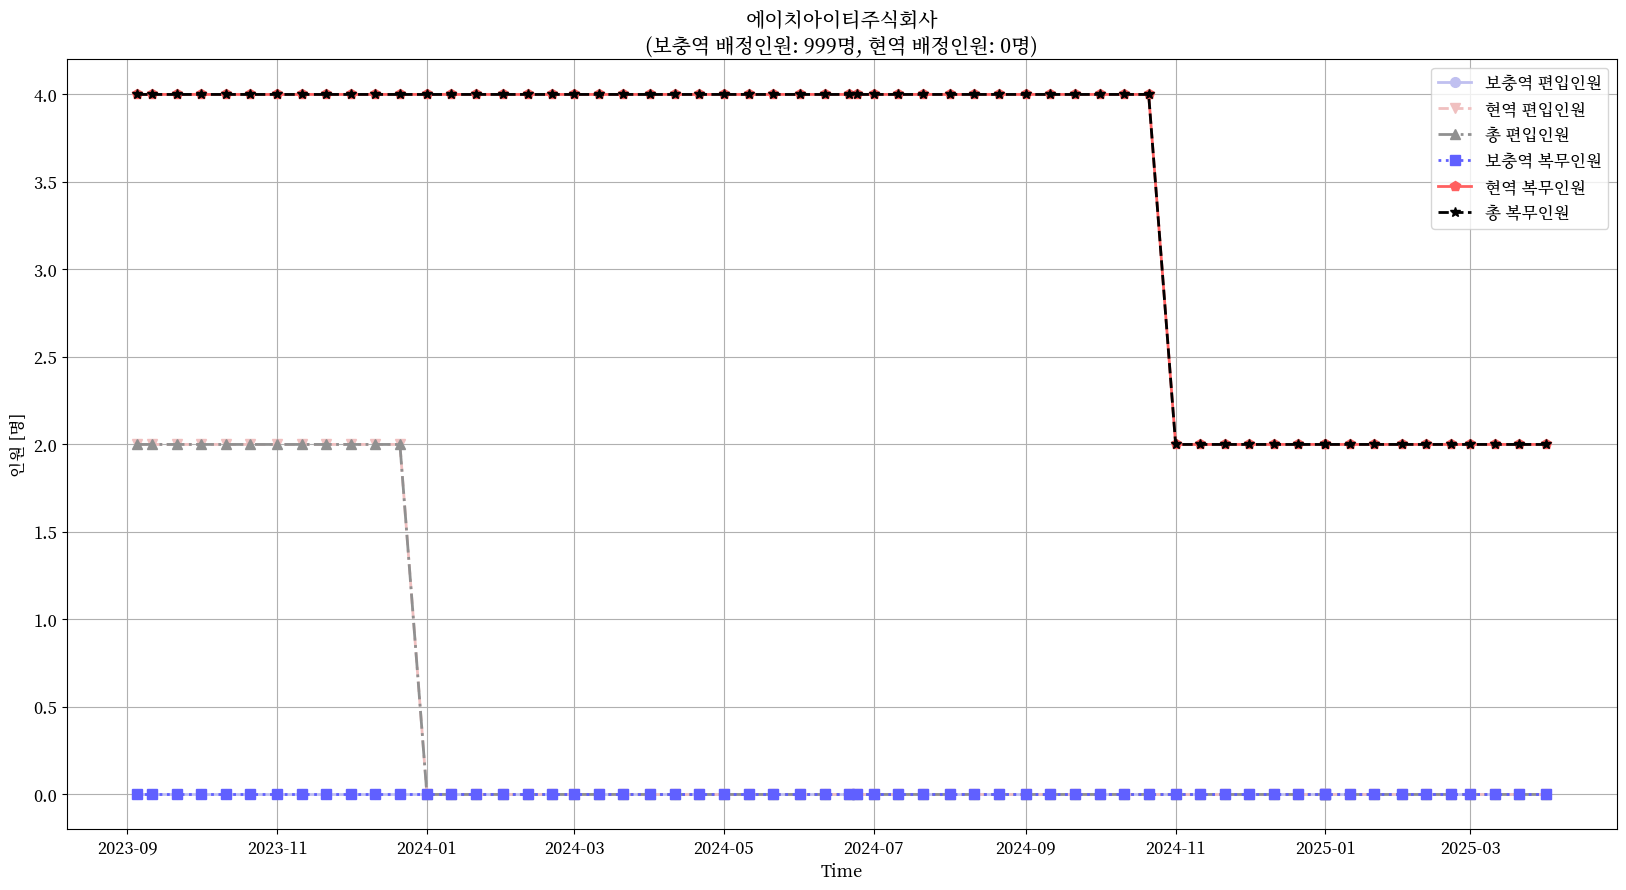 에이치아이티주식회사
(보충역 배정인원: 999명, 현역 배정인원: 0명)
보충역 편입인원
현역 편입인원
총 편입인원
보충역 복무인원
현역 복무인원
총 복무인원
인원 [명]
4.0
3.5
3.0
2.5
2.0
1.5
1.0
0.5
0.0
2023-09 2023-11 2024-01 2024-03 2024-05 2024-07 2024-09 2024-11 2025-01 2025-03
Time